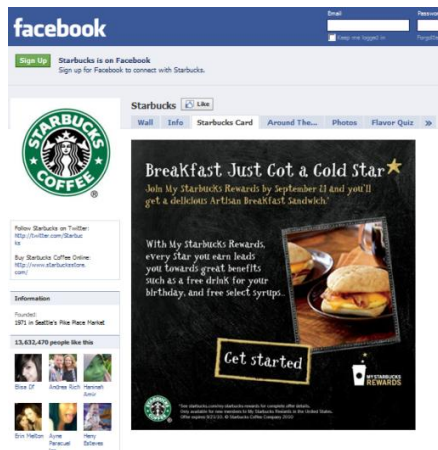 facebook
Email
Password
Keep me logged in
Sign Up
Starbucks is on Facebook
Sign up for Facebook to connect with Starbucks.
Starbucks
Like
Wall
Info
Starbucks Card
Around The...
Photos
Flavor Quiz
»
STARBUCKS
COFFEE
Breakfast Just Got a Gold Star
Join My Starbucks Rewards by September 21 and you'll
get a delicious Artisan Breakfast Sandwich.*
With My Starbucks Rewards,
every Star you earn leads
you towards great benefits
such as a free drink for your
birthday, and free select syrups..
Get started
MY STARBUCKS
REWARDS
Follow Starbucks on Twitter:
http://twitter.com/Starbuc
ks
Buy Starbucks Coffee Online:
http://www.starbucksstore.
com/
Information
Founded:
1971 in Seattle's Pike Place Market
13,632,470 people like this
Andrea Rich
Hannah
Amir
Erin Melton